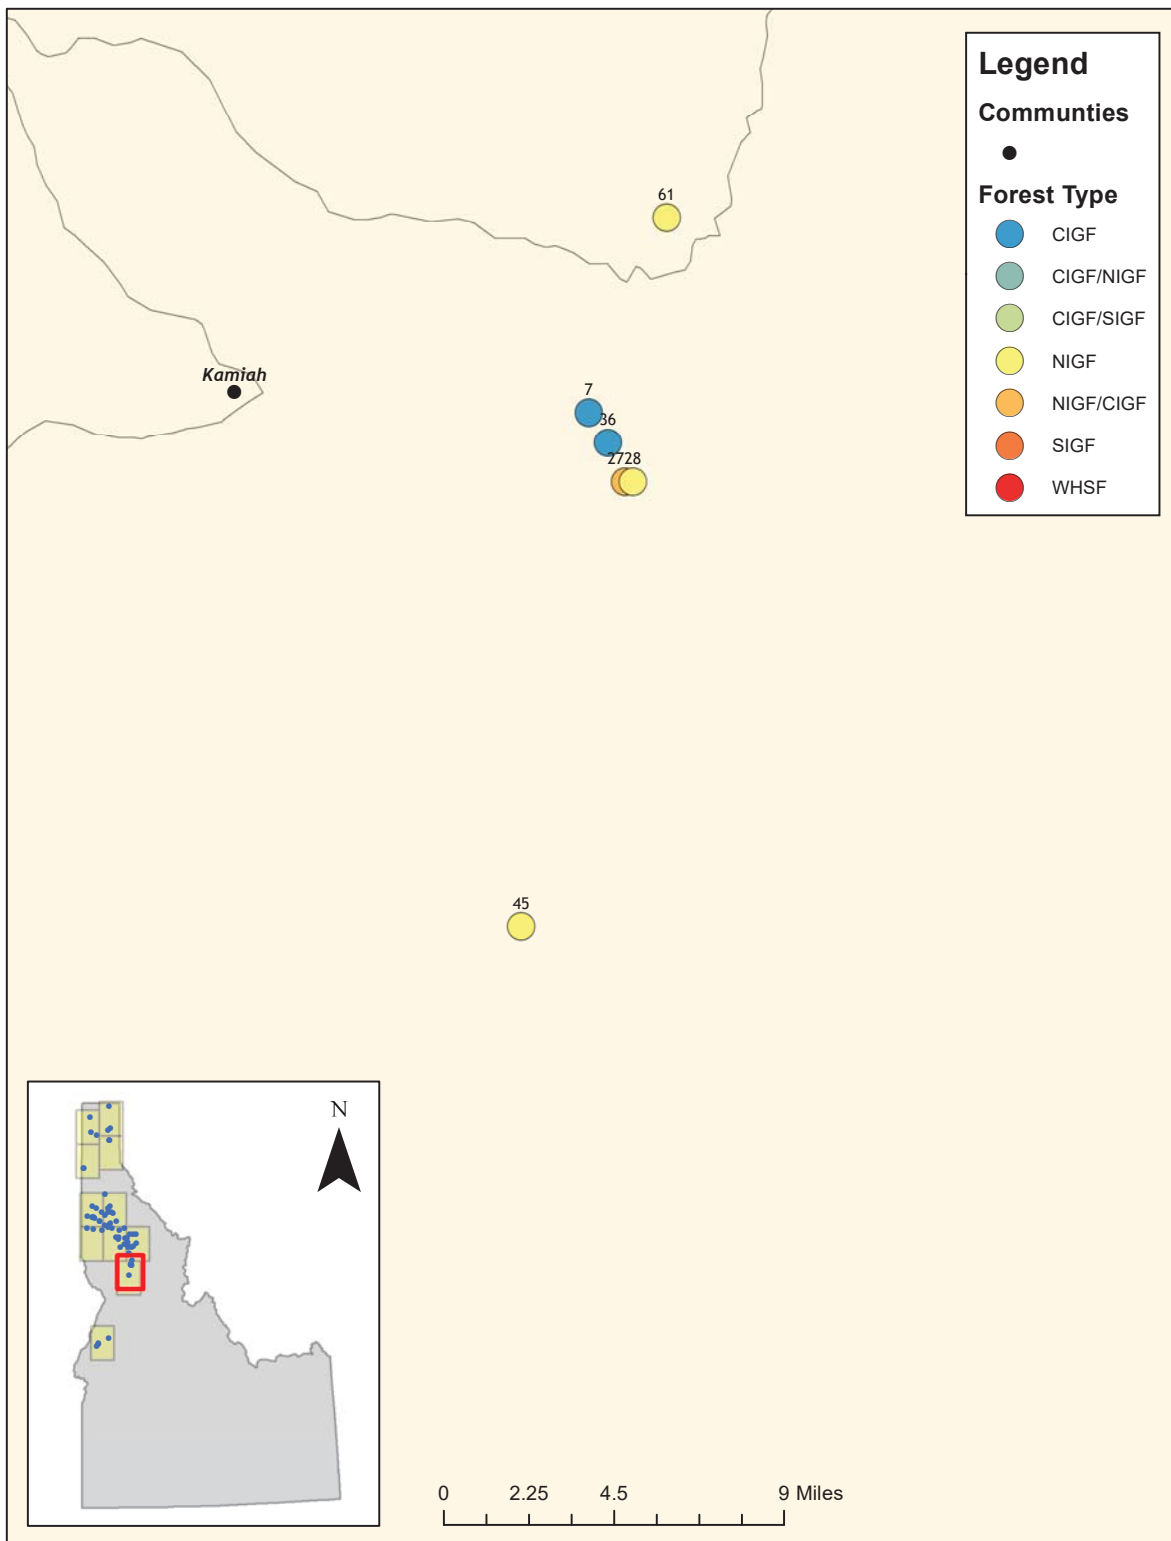 Legend
Communties
Forest Type
CIGF
CIGF/NIGF
CIGF/SIGF
NIGF
NIGF/CIGF
SIGF
WHSF
61
Kamiah
7
36
2728
45
N
0 2.25 4.5 9 Miles